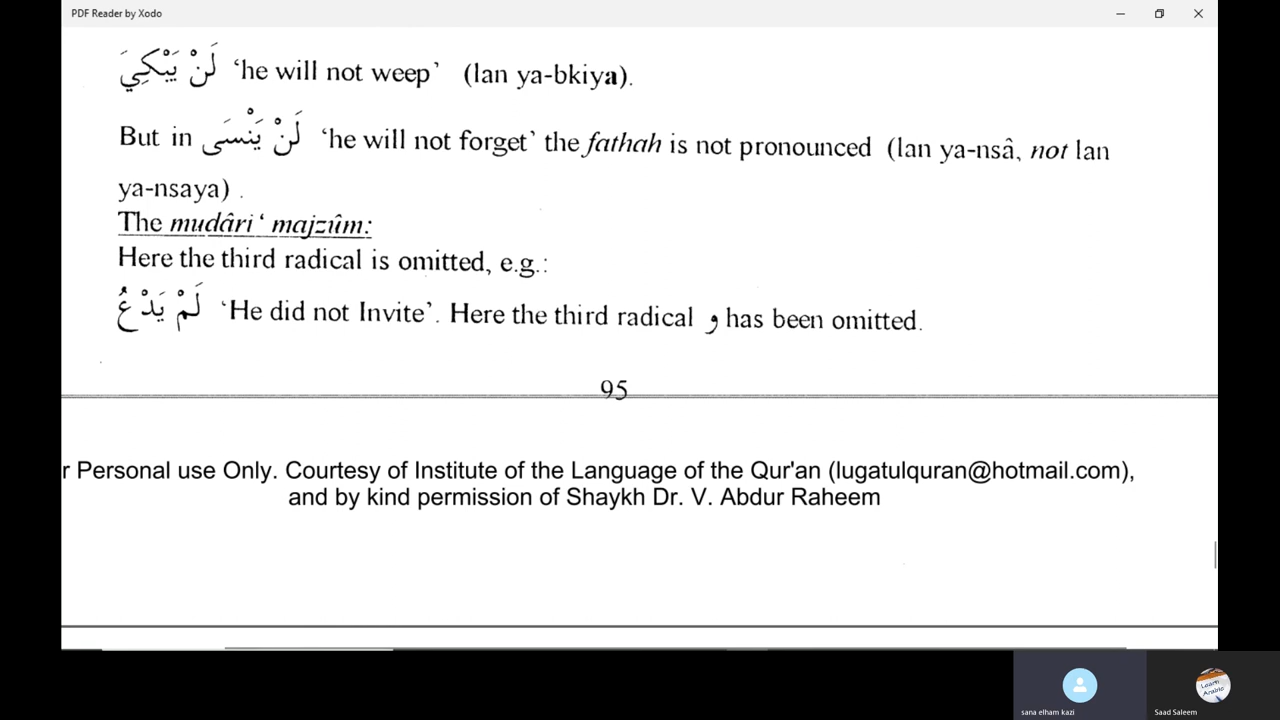 PDF Reader by Xodo
لَنْ يَبْكِيَ ‘he will not weep’ (lan ya-bkiya).
But in لَنْ يَنْسَى ‘he will not forget’ the fathah is not pronounced (lan ya-nsâ, not lan
ya-nsaya) .
The mudâri‘ majzûm:
Here the third radical is omitted, e.g.:
لَمْ يَدْعُ ‘He did not Invite’. Here the third radical و has been omitted.
95
r Personal use Only. Courtesy of Institute of the Language of the Qur'an (lugatulquran@hotmail.com),
and by kind permission of Shaykh Dr. V. Abdur Raheem
Learn
Arabic
sana elham kazi
Saad Saleem